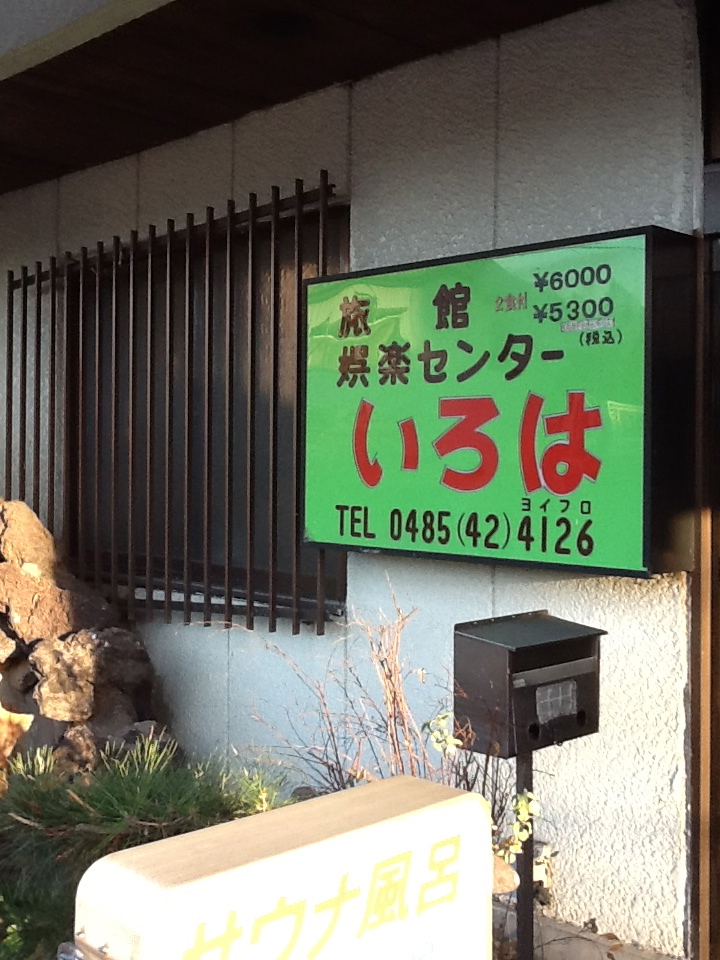 旅館 2食付 ¥6000
¥5300
(税込)
娯楽センター
いろは
ヨイフロ
TEL 0485(42)4126
サウナ風呂